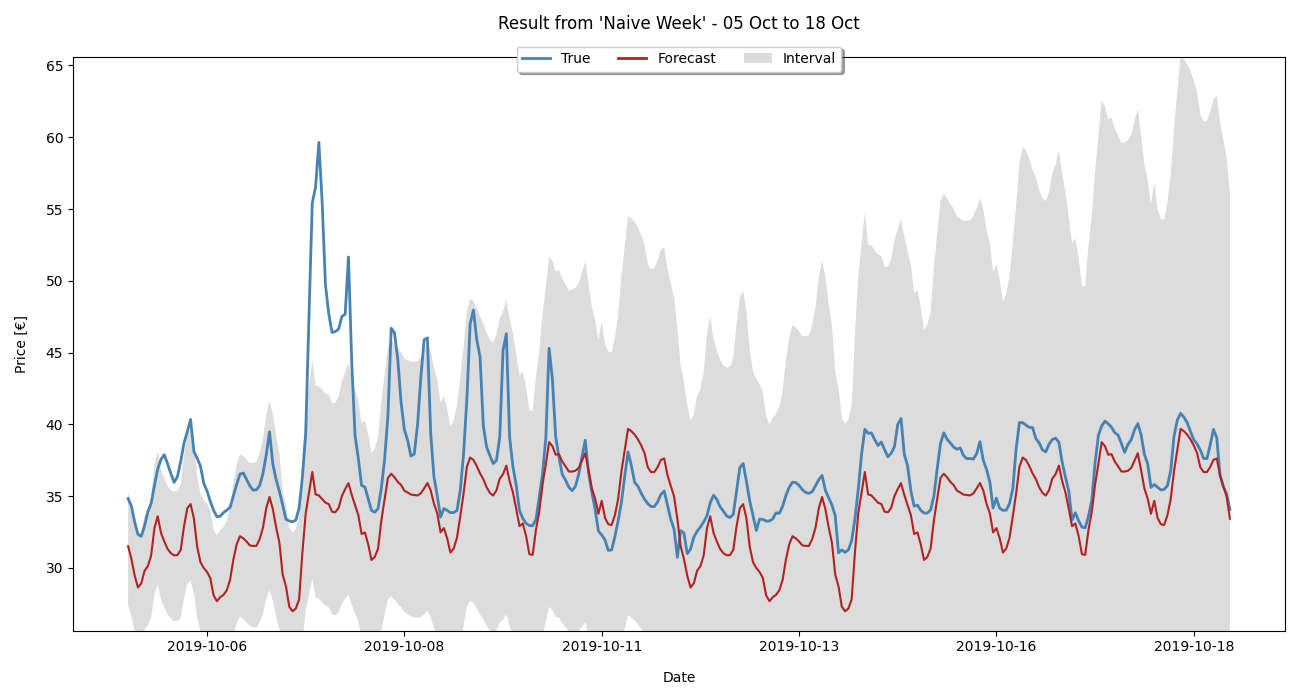 Result from 'Naive Week' - 05 Oct to 18 Oct
True Forecast Interval
65
60
55
50
45
40
35
30
Price [€]
2019-10-06 2019-10-08 2019-10-11 2019-10-13 2019-10-16 2019-10-18
Date